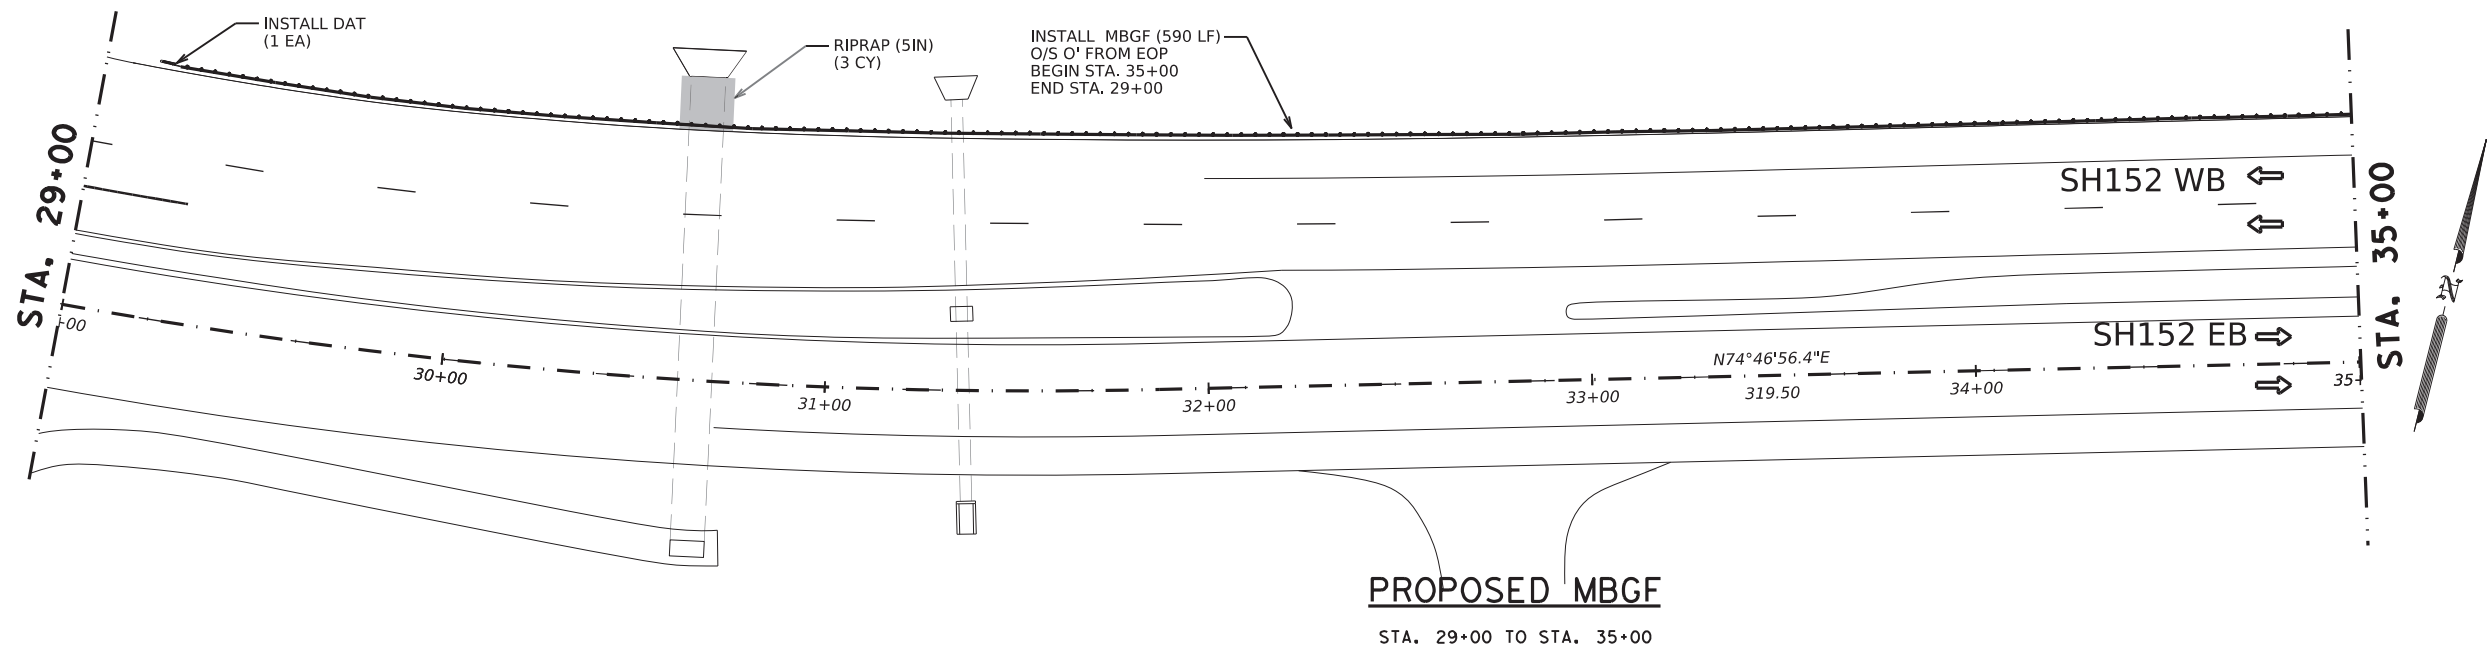 INSTALL DAT
(1 EA)
RIPRAP (5IN)
(3 CY)
INSTALL MBGF (590 LF)
O/S O' FROM EOP
BEGIN STA. 35+00
END STA. 29+00
STA. 29+00
SH152 WB
STA. 35+00
N
SH152 EB
-00
30+00
31+00
32+00
33+00
N74°46'56.4"E
319.50
34+00
35
PROPOSED MBGF
STA. 29+00 TO STA. 35+00